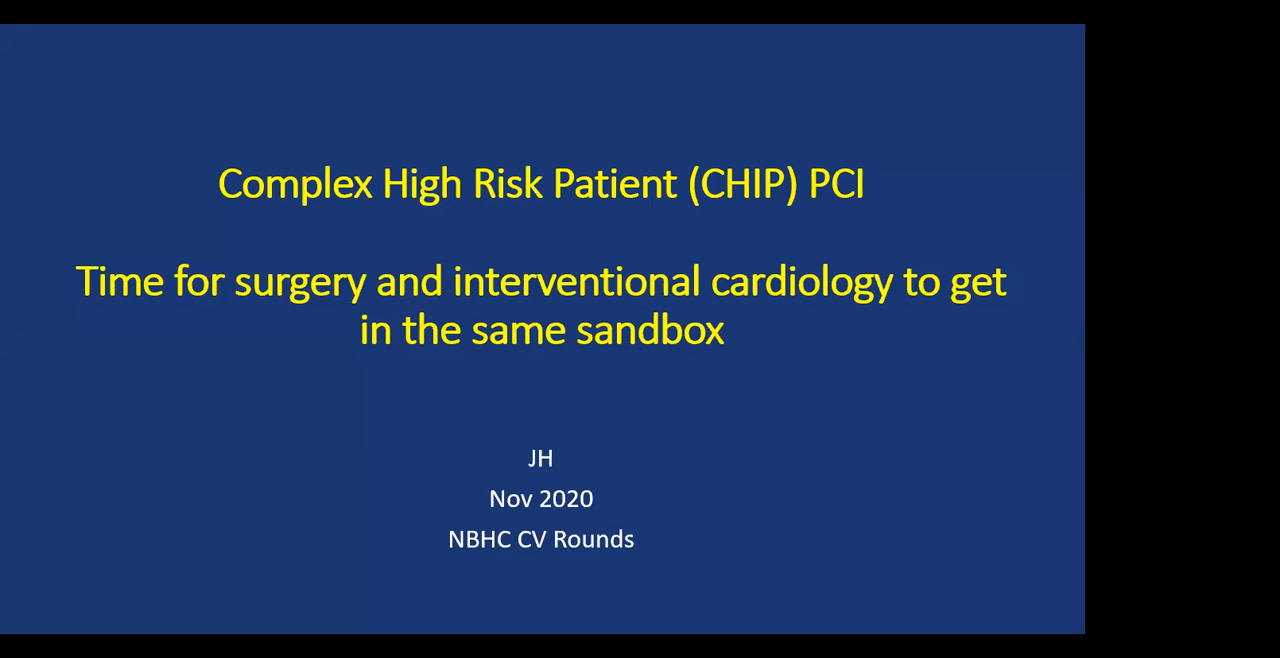 Complex High Risk Patient (CHIP) PCI
Time for surgery and interventional cardiology to get
in the same sandbox
JH
Nov 2020
NBHC CV Rounds